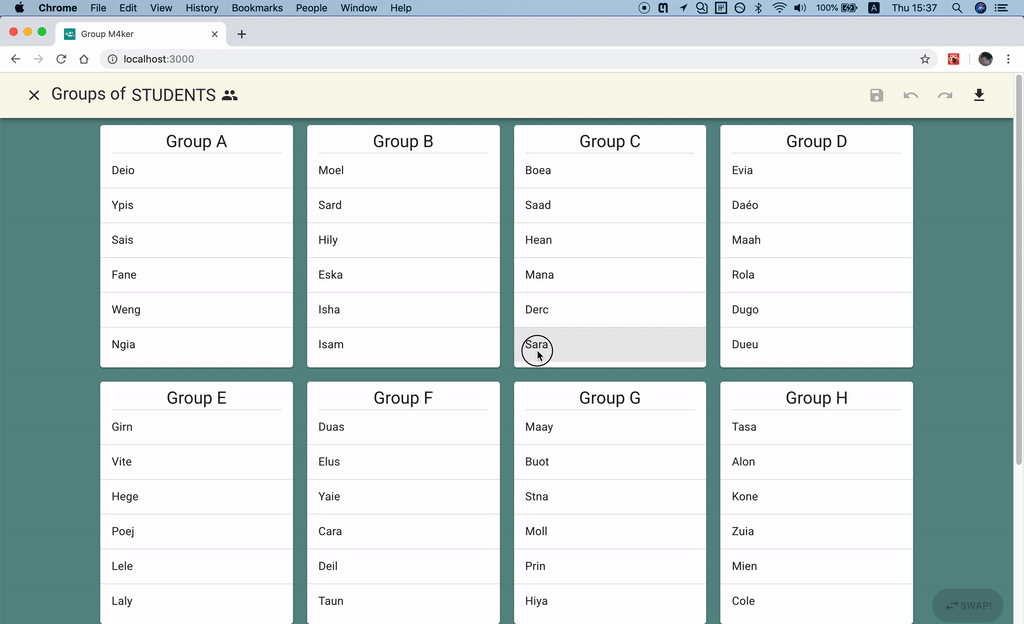 Chrome File Edit View History Bookmarks People Window Help 100% Thu 15:37
Group M4ker
localhost:3000
Groups of STUDENTS
Group A
Deio
Ypis
Sais
Fane
Weng
Ngia
Group B
Moel
Sard
Hily
Eska
Isha
Isam
Group C
Boea
Saad
Hean
Mana
Derc
Sara
Group D
Evia
Daéo
Maah
Rola
Dugo
Dueu
Group E
Girn
Vite
Hege
Poej
Lele
Laly
Group F
Duas
Elus
Yaie
Cara
Deil
Taun
Group G
Maay
Buot
Stna
Moll
Prin
Hiya
Group H
Tasa
Alon
Kone
Zuia
Mien
Cole
SWAP!